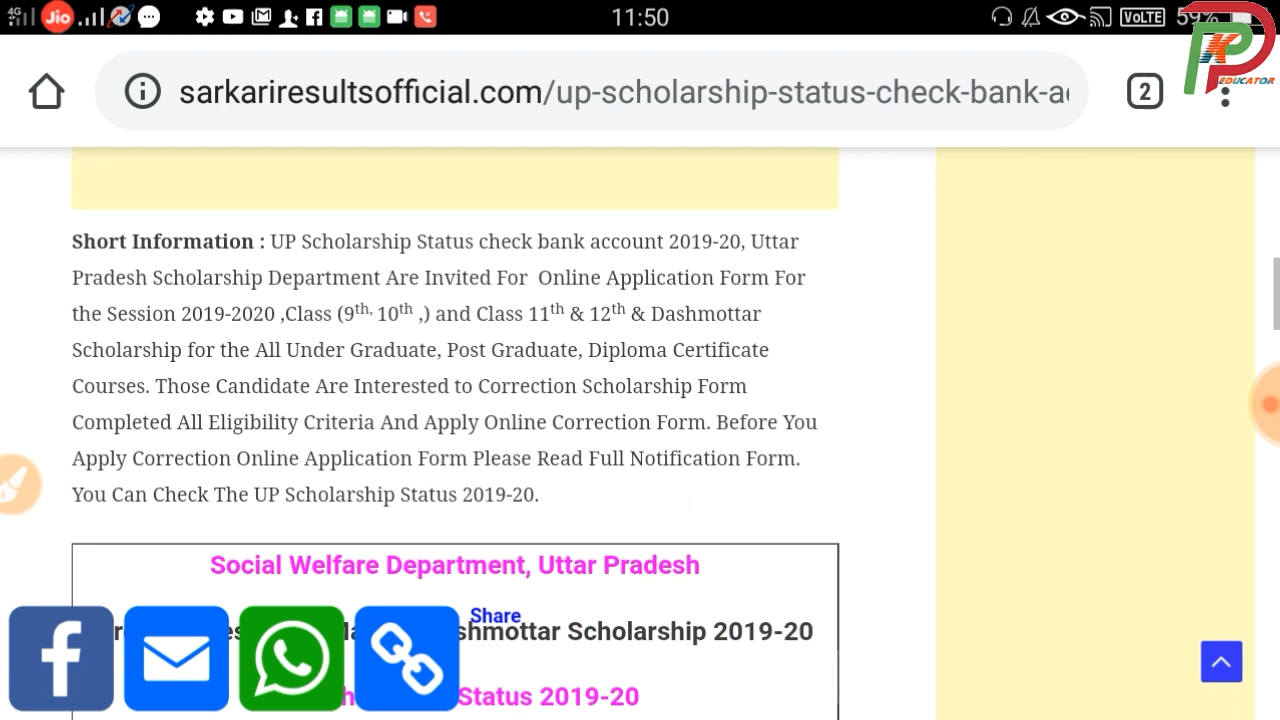 4G Jio 11:50 VoLTE 59%
K EDUCATOR
sarkariresultsofficial.com/up-scholarship-status-check-bank-a
2
Short Information : UP Scholarship Status check bank account 2019-20, Uttar
Pradesh Scholarship Department Are Invited For Online Application Form For
the Session 2019-2020 ,Class (9th, 10th ,) and Class 11th & 12th & Dashmottar
Scholarship for the All Under Graduate, Post Graduate, Diploma Certificate
Courses. Those Candidate Are Interested to Correction Scholarship Form
Completed All Eligibility Criteria And Apply Online Correction Form. Before You
Apply Correction Online Application Form Please Read Full Notification Form.
You Can Check The UP Scholarship Status 2019-20.
Social Welfare Department, Uttar Pradesh
Share
Scholarship 2019-20
Status 2019-20